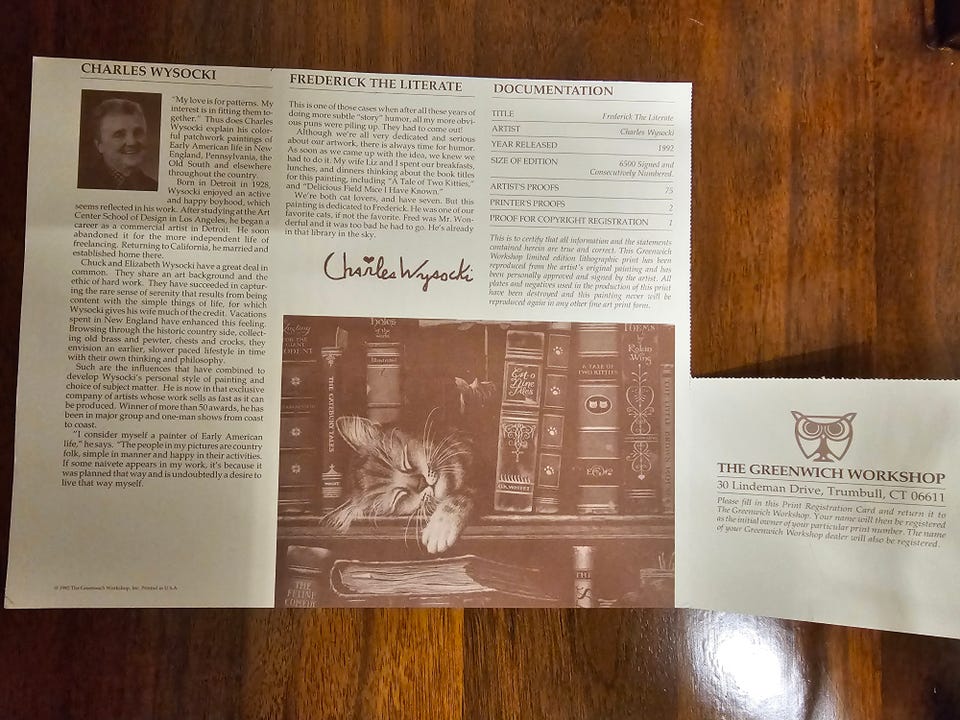 CHARLES WYSOCKI
"My love is for patterns. My
interest is in fitting them to-
gether." Thus does Charles
Wysocki explain his color-
ful patchwork paintings of
Early American life in New
England, Pennsylvania, the
Old South and elsewhere
throughout the country.
Born in Detroit in 1928,
Wysocki enjoyed an active
and happy boyhood, which
seems reflected in his work. After studying at the Art
Center School of Design in Los Angeles, he began a
career as a commercial artist in Detroit. He soon
abandoned it for the more independent life of
freelancing. Returning to California, he married and
established home there.
Chuck and Elizabeth Wysocki have a great deal in
common. They share an art background and the
ethic of hard work. They have succeeded in captur-
ing the rare sense of serenity that results from being
content with the simple things of life, for which
Wysocki gives his wife much of the credit. Vacations
spent in New England have enhanced this feeling.
Browsing through the historic country side, collect-
ing old brass and pewter, chests and crocks, they
envision an earlier, slower paced lifestyle in time
with their own thinking and philosophy.
Such are the influences that have combined to
develop Wysocki's personal style of painting and
choice of subject matter. He is now in that exclusive
company of artists whose work sells as fast as it can
be produced. Winner of more than 50 awards, he has
been in major group and one-man shows from coast
to coast.
"I consider myself a painter of Early American
life," he says. "The people in my pictures are country
folk, simple in manner and happy in their activities.
If some naivete appears in my work, it's because it
was planned that way and is undoubtedly a desire to
live that way myself.
© 1992 The Greenwich Workshop, Inc. Printed in U.S.A
FREDERICK THE LITERATE
This is one of those cases when after all these years of
doing more subtle "story" humor, all my more obvi-
ous puns were piling up. They had to come out!
Although we're all very dedicated and serious
about our artwork, there is always time for humor.
As soon as we came up with the idea, we knew we
had to do it. My wife Liz and I spent our breakfasts,
lunches, and dinners thinking about the book titles
for this painting, including "A Tale of Two Kitties,"
and "Delicious Field Mice I Have Known."
We're both cat lovers, and have seven. But this
painting is dedicated to Frederick. He was one of our
favorite cats, if not the favorite. Fred was Mr. Won-
derful and it was too bad he had to go. He's already
in that library in the sky.
Charles Wysocki
DOCUMENTATION
TITLE Frederick The Literate
ARTIST Charles Wysocki
YEAR RELEASED 1992
SIZE OF EDITION 6500 Signed and
Consecutively Numbered.
ARTIST'S PROOFS 75
PRINTER'S PROOFS 2
PROOF FOR COPYRIGHT REGISTRATION 1
This is to certify that all information and the statements
contained herein are true and correct. This Greenwich
Workshop limited edition lithographic print has been
reproduced from the artist's original painting and has
been personally approved and signed by the artist. All
plates and negatives used in the production of this print
have been destroyed and this painting never will be
reproduced again in any other fine art print form.
THE CATERBURY TALES
Holes
of the
World
Illustrated
Cat-o
Nine
Tales
A TALE OF
TWO KITTIES
POEMS
by
Robin
Wing
THE
FELINE
COMEDY
THE
THE GREENWICH WORKSHOP
30 Lindeman Drive, Trumbull, CT 06611
Please fill in this Print Registration Card and return it to
The Greenwich Workshop. Your name will then be registered
as the initial owner of your particular print number. The name
of your Greenwich Workshop dealer will also be registered.